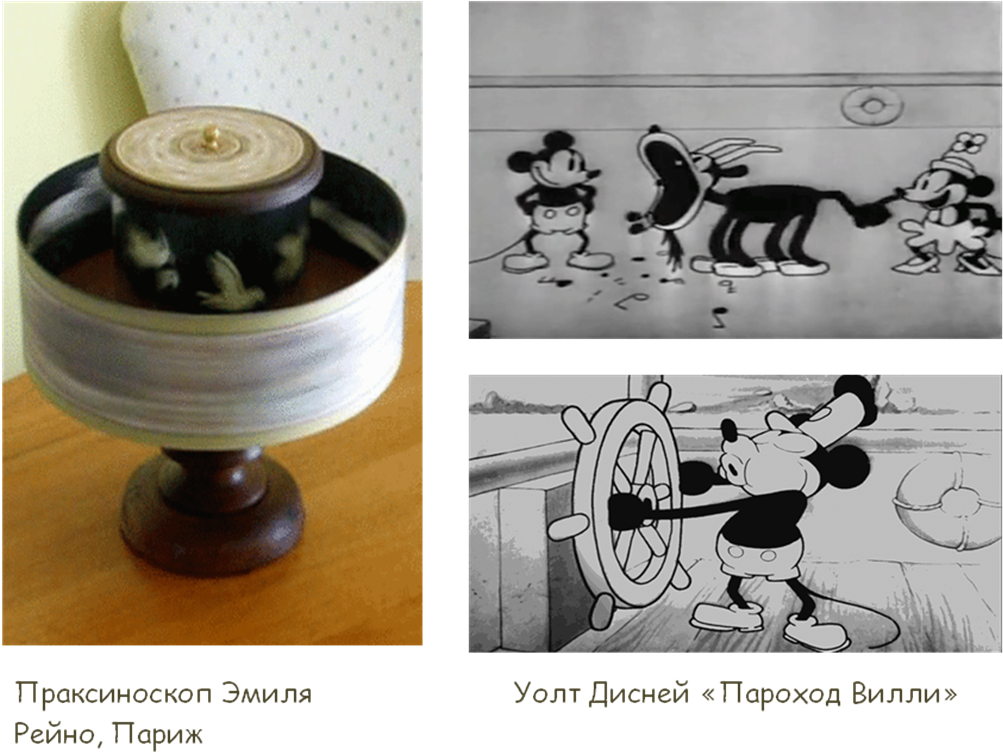 Праксиноскоп Эмиля
Рейно, Париж
Уолт Дисней «Пароход Вилли»